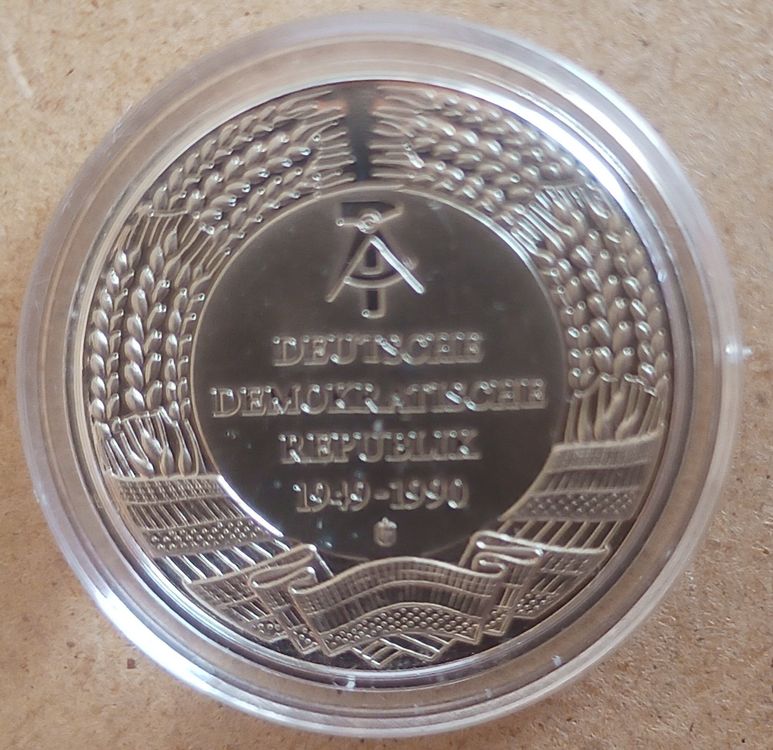 DEUTSCHE
DEMOKRATISCHE
REPUBLIK
1949-1990